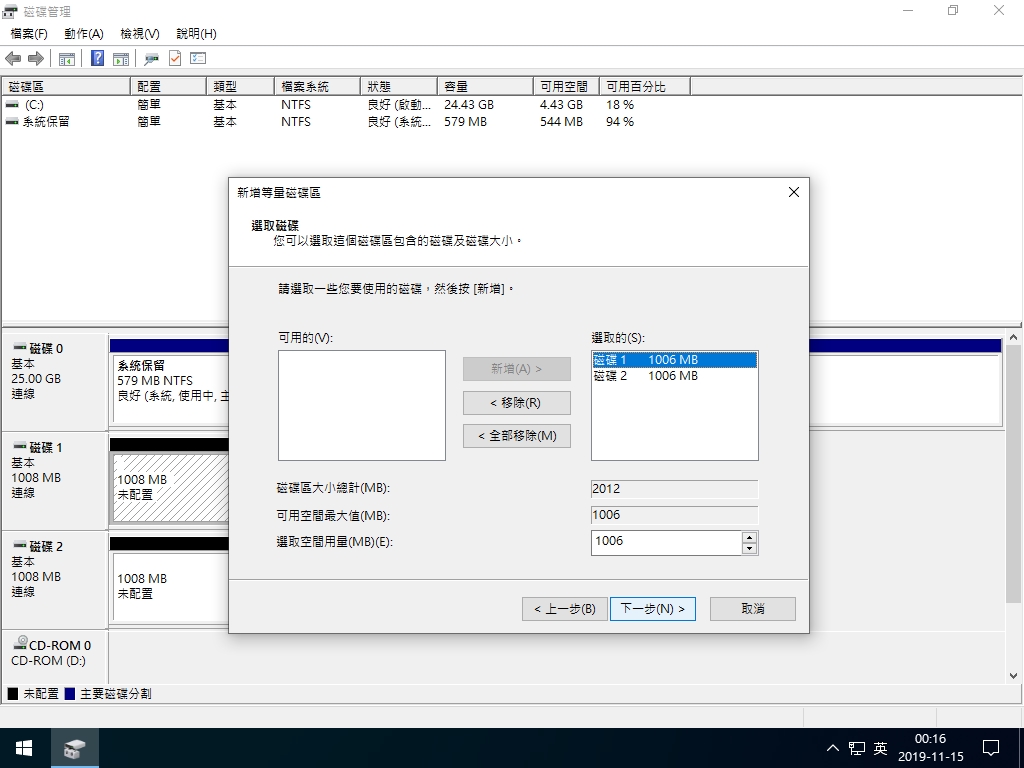 磁碟管理
檔案(F) 動作(A) 檢視(V) 說明(H)
磁碟區 配置 類型 檔案系統 狀態 容量 可用空間 可用百分比
(C:) 簡單 基本 NTFS 良好 (啟動... 24.43 GB 4.43 GB 18 %
系統保留 簡單 基本 NTFS 良好 (系統... 579 MB 544 MB 94 %
新增等量磁碟區
選取磁碟
您可以選取這個磁碟區包含的磁碟及磁碟大小。
請選取一些您要使用的磁碟，然後按 [新增]。
可用的(V):
選取的(S):
新增(A) >
< 移除(R)
< 全部移除(M)
磁碟 1 1006 MB
磁碟 2 1006 MB
磁碟區大小總計(MB): 2012
可用空間最大值(MB): 1006
選取空間用量(MB)(E): 1006
< 上一步(B) 下一步(N) > 取消
磁碟 0
基本
25.00 GB
連線
系統保留
579 MB NTFS
良好 (系統, 使用中, 主
磁碟 1
基本
1008 MB
連線
1008 MB
未配置
磁碟 2
基本
1008 MB
連線
1008 MB
未配置
CD-ROM 0
CD-ROM (D:)
未配置 主要磁碟分割
英
00:16
2019-11-15